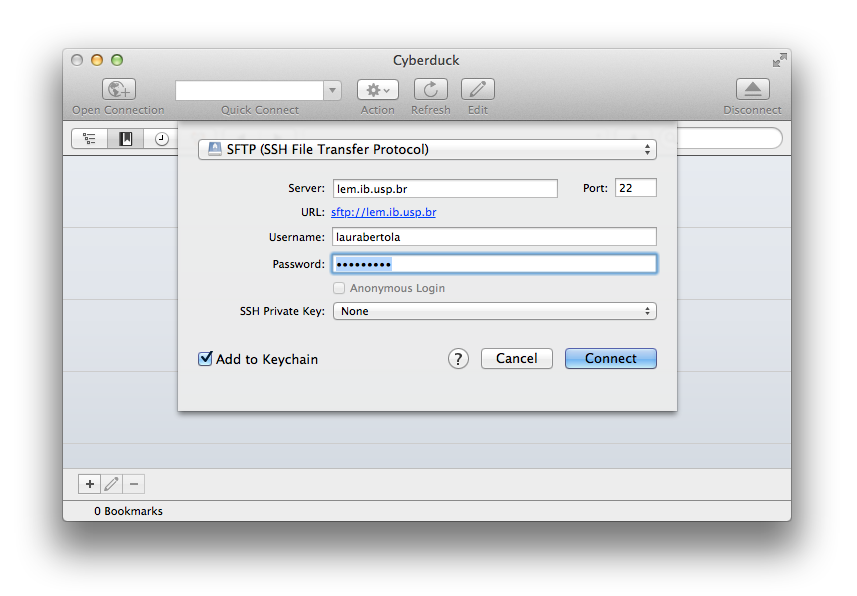 Cyberduck
Open Connection
Quick Connect
Action
Refresh
Edit
Disconnect
SFTP (SSH File Transfer Protocol)
Server: lem.ib.usp.br Port: 22
URL: sftp://lem.ib.usp.br
Username: laurabertola
Password: •••••••••
Anonymous Login
SSH Private Key: None
Add to Keychain ? Cancel Connect
0 Bookmarks